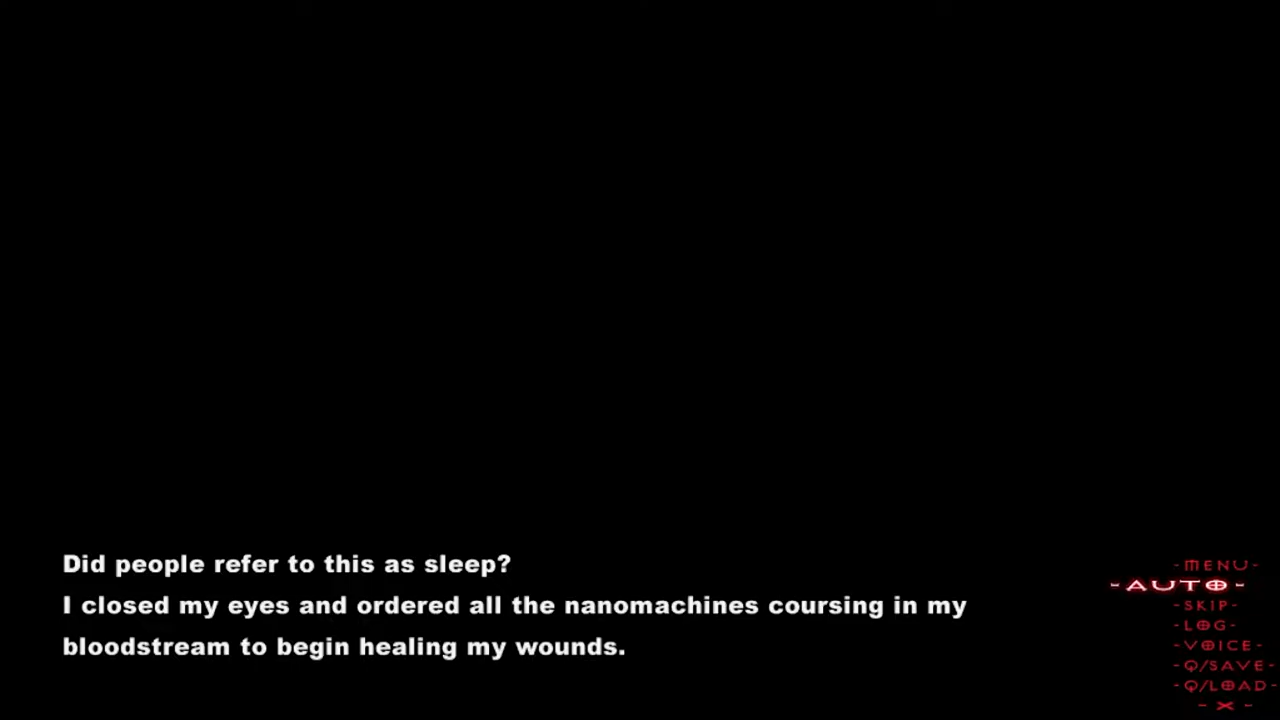 Did people refer to this as sleep?
I closed my eyes and ordered all the nanomachines coursing in my
bloodstream to begin healing my wounds.
-MENU-
-AUTO-
-SKIP-
-LOG-
-VOICE-
-Q/SAVE-
-Q/LOAD-
-X-